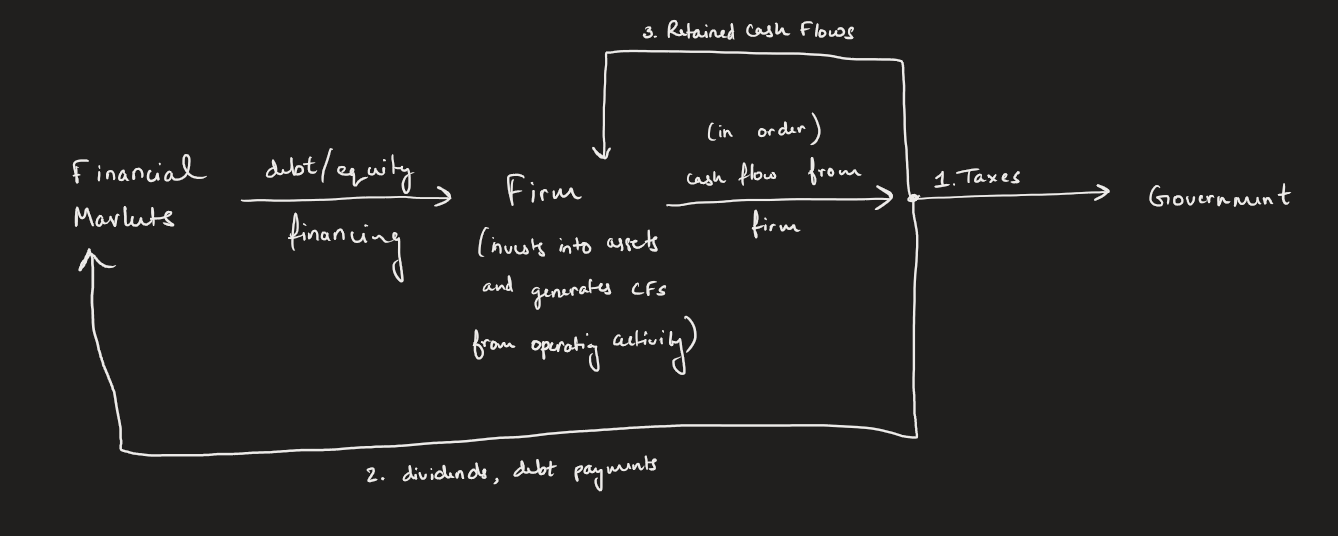 3. Retained Cash Flows
(in order)
cash flow from
firm
Financial
Markets
debt/equity
financing
Firm
(invests into assets
and generates CFs
from operating activity)
1. Taxes
Government
2. dividends, debt payments